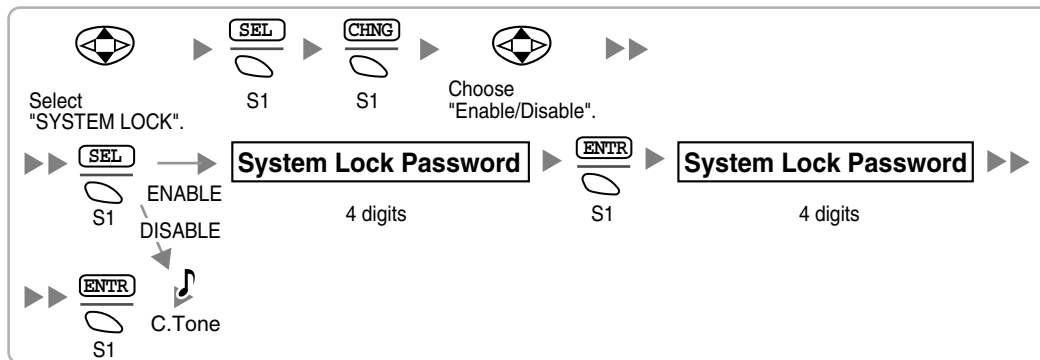 SEL
CHNG
S1
S1
Select
"SYSTEM LOCK".
Choose
"Enable/Disable".
SEL
S1
ENABLE
DISABLE
System Lock Password
4 digits
ENTR
S1
System Lock Password
4 digits
ENTR
S1
C.Tone